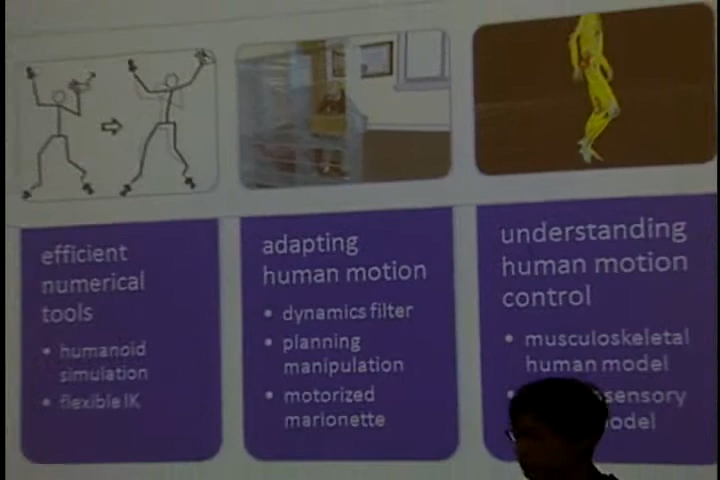 efficient
numerical
tools
• humanoid
simulation
• flexible IK
adapting
human motion
• dynamics filter
• planning
manipulation
• motorized
marionette
understanding
human motion
control
• musculoskeletal
human model